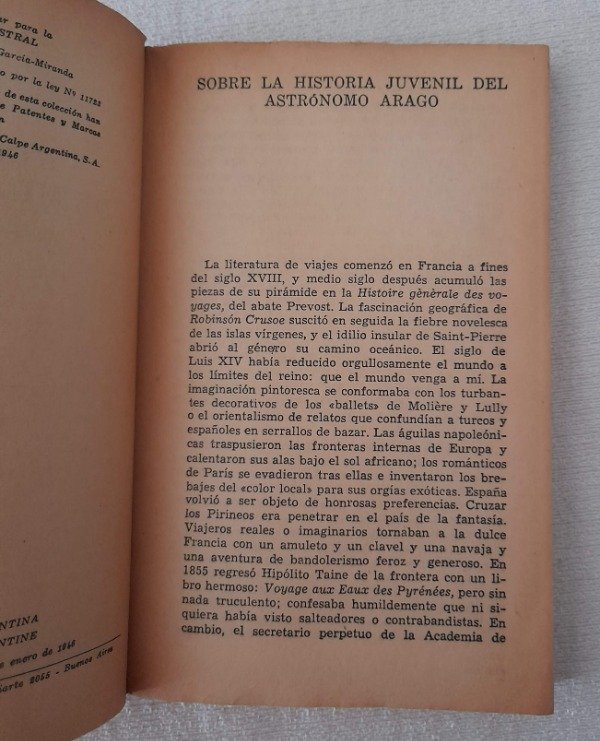 ar para la
STRAL
García-Miranda
o por la ley Nº 11723
de esta colección han
e Patentes y Marcas
n
Calpe Argentina, S.A.
1946
NTINA
NTINE
e enero de 1946
iarte 2055 - Buenos Aires
SOBRE LA HISTORIA JUVENIL DEL
ASTRóNOMO ARAGO
La literatura de viajes comenzó en Francia a fines
del siglo XVIII, y medio siglo después acumuló las
piezas de su pirámide en la Histoire gènèrale des vo-
yages, del abate Prevost. La fascinación geográfica de
Robinsón Crusoe suscitó en seguida la fiebre novelesca
de las islas vírgenes, y el idilio insular de Saint-Pierre
abrió al género su camino oceánico. El siglo de
Luis XIV había reducido orgullosamente el mundo a
los límites del reino: que el mundo venga a mí. La
imaginación pintoresca se conformaba con los turban-
tes decorativos de los «ballets» de Molière y Lully
o el orientalismo de relatos que confundían a turcos y
españoles en serrallos de bazar. Las águilas napoleóni-
cas traspusieron las fronteras internas de Europa y
calentaron sus alas bajo el sol africano; los románticos
de París se evadieron tras ellas e inventaron los bre-
bajes del «color local» para sus orgías exóticas. España
volvió a ser objeto de honrosas preferencias. Cruzar
los Pirineos era penetrar en el país de la fantasía.
Viajeros reales o imaginarios tornaban a la dulce
Francia con un amuleto y un clavel y una navaja y
una aventura de bandolerismo feroz y generoso. En
1855 regresó Hipólito Taine de la frontera con un li-
bro hermoso: Voyage aux Eaux des Pyrénées, pero sin
nada truculento; confesaba humildemente que ni si-
quiera había visto salteadores o contrabandistas. En
cambio, el secretario perpetuo de la Academia de